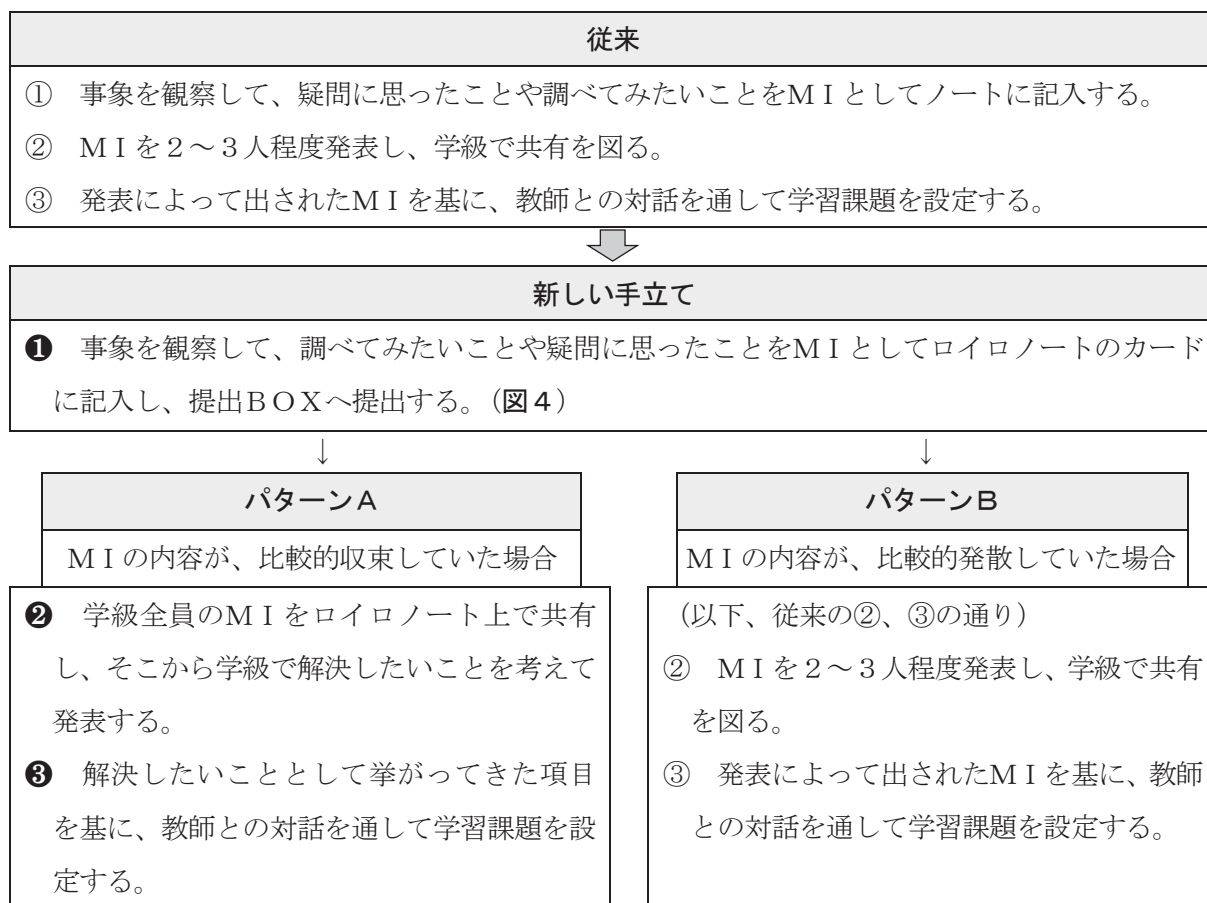 従来
① 事象を観察して、疑問に思ったことや調べてみたいことをＭＩとしてノートに記入する。
② ＭＩを２～３人程度発表し、学級で共有を図る。
③ 発表によって出されたＭＩを基に、教師との対話を通して学習課題を設定する。
新しい手立て
❶ 事象を観察して、調べてみたいことや疑問に思ったことをＭＩとしてロイロノートのカード
に記入し、提出ＢＯＸへ提出する。（図４）
↓
↓
パターンＡ
ＭＩの内容が、比較的収束していた場合
❷ 学級全員のＭＩをロイロノート上で共有
し、そこから学級で解決したいことを考えて
発表する。
❸ 解決したいこととして挙がってきた項目
を基に、教師との対話を通して学習課題を設
定する。
パターンＢ
ＭＩの内容が、比較的発散していた場合
（以下、従来の②、③の通り）
② ＭＩを２～３人程度発表し、学級で共有
を図る。
③ 発表によって出されたＭＩを基に、教師
との対話を通して学習課題を設定する。